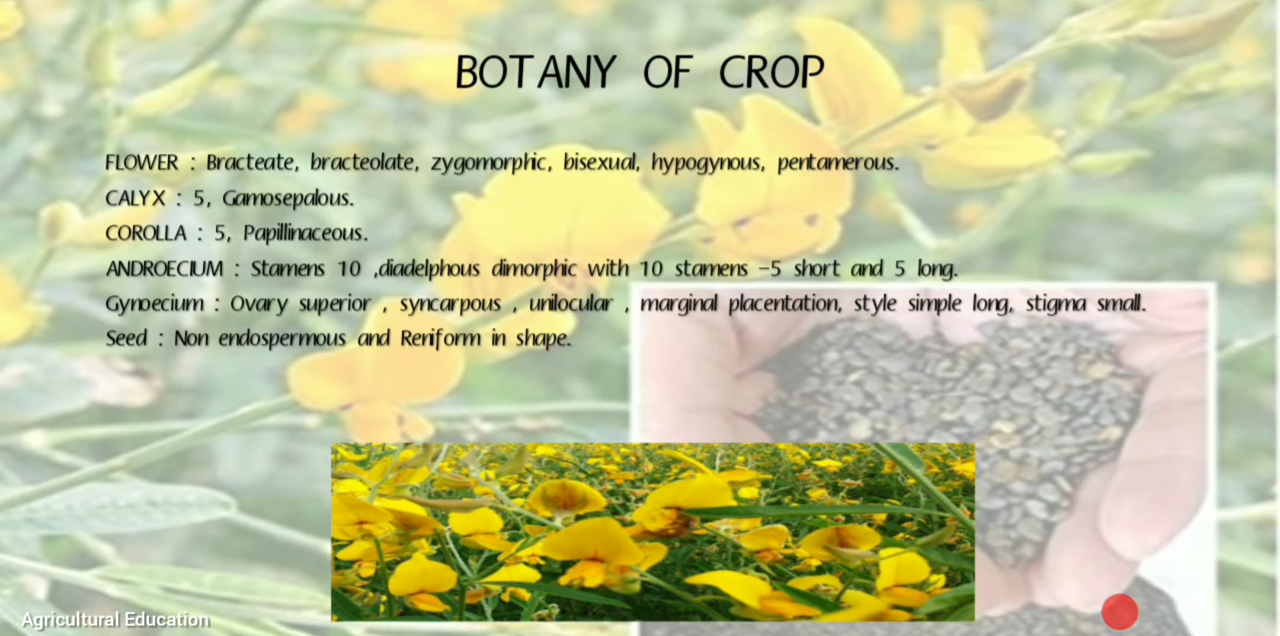 BOTANY OF CROP
FLOWER : Bracteate, bracteolate, zygomorphic, bisexual, hypogynous, pentamerous.
CALYX : 5, Gamosepalous.
COROLLA : 5, Papillinaceous.
ANDROECIUM : Stamens 10 ,diadelphous dimorphic with 10 stamens -5 short and 5 long.
Gynoecium : Ovary superior , syncarpous , unilocular , marginal placentation, style simple long, stigma small.
Seed : Non endospermous and Reniform in shape.
Agricultural Education